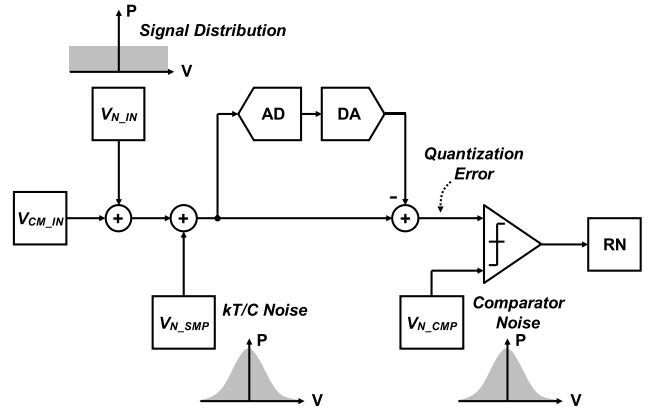 P
Signal Distribution
V
V_N_IN
AD
DA
Quantization
Error
-
V_CM_IN
+
+
+
RN
V_N_SMP
kT/C Noise
V_N_CMP
Comparator
Noise
P
V
P
V